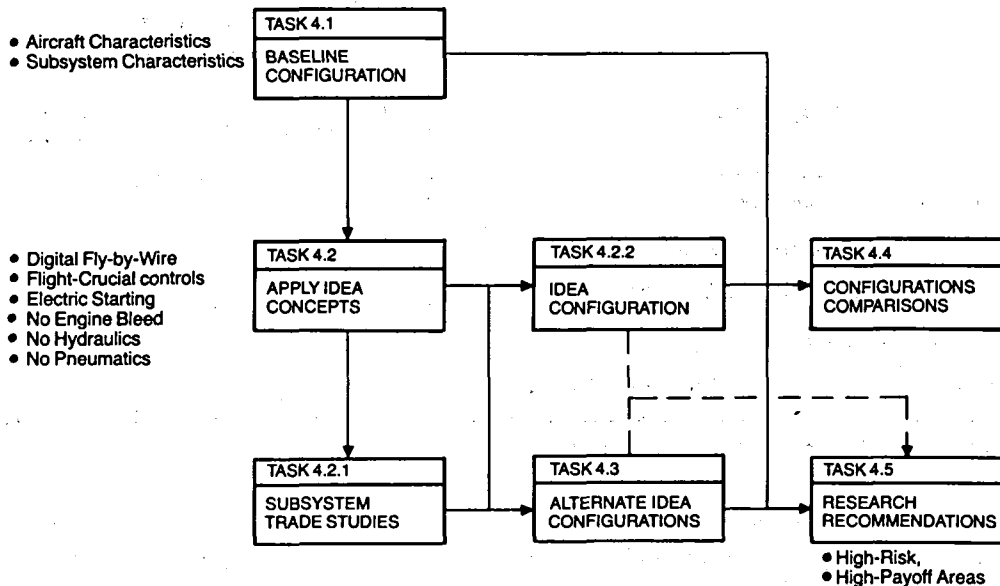 TASK 4.1
BASELINE
CONFIGURATION
● Aircraft Characteristics
● Subsystem Characteristics
● Digital Fly-by-Wire
● Flight-Crucial controls
● Electric Starting
● No Engine Bleed
● No Hydraulics
● No Pneumatics
TASK 4.2
APPLY IDEA
CONCEPTS
TASK 4.2.2
IDEA
CONFIGURATION
TASK 4.4
CONFIGURATIONS
COMPARISONS
TASK 4.2.1
SUBSYSTEM
TRADE STUDIES
TASK 4.3
ALTERNATE IDEA
CONFIGURATIONS
TASK 4.5
RESEARCH
RECOMMENDATIONS
● High-Risk,
● High-Payoff Areas